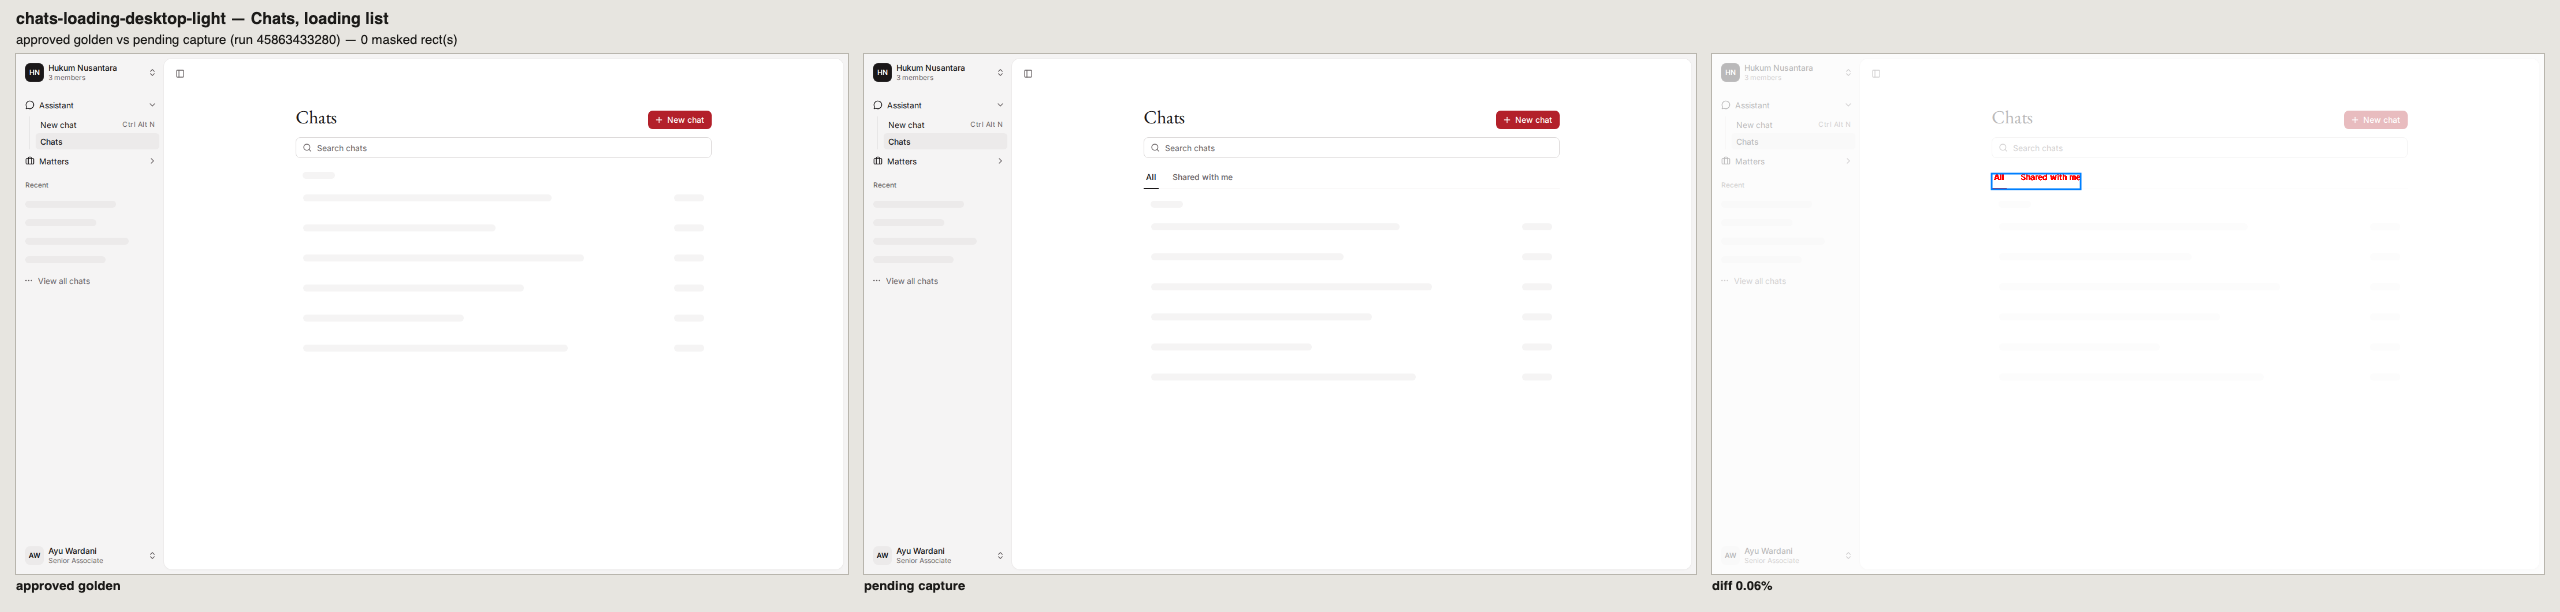 chats-loading-desktop-light — Chats, loading list
approved golden vs pending capture (run 45863433280) — 0 masked rect(s)
HN Hukum Nusantara
3 members
Assistant
New chat Ctrl Alt N
Chats
Matters
Recent
View all chats
AW Ayu Wardani
Senior Associate
Chats
+ New chat
Search chats
approved golden
HN Hukum Nusantara
3 members
Assistant
New chat Ctrl Alt N
Chats
Matters
Recent
View all chats
AW Ayu Wardani
Senior Associate
Chats
+ New chat
Search chats
All Shared with me
pending capture
HN Hukum Nusantara
3 members
Assistant
New chat Ctrl Alt N
Chats
Matters
Recent
View all chats
AW Ayu Wardani
Senior Associate
Chats
+ New chat
Search chats
All Shared with me
diff 0.06%